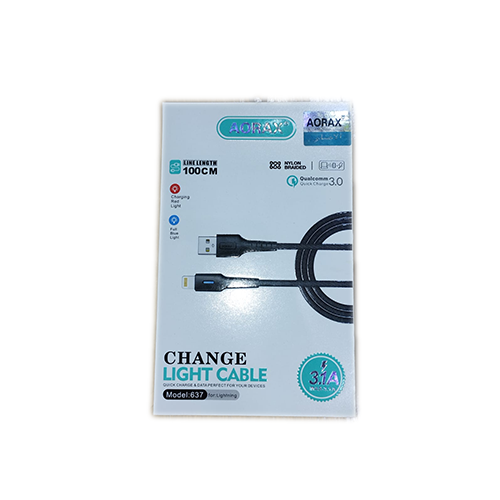 AORAX
AORAX
LINE LENGTH
100CM
NYLON
BRAIDED
Qualcomm
Quick Charge 3.0
Charging
Red
Light
Full
Blue
Light
CHANGE
LIGHT CABLE
QUICK CHARGE & DATA PERFECT FOR YOUR DEVICES
Model:637 for Lightning
3.1A